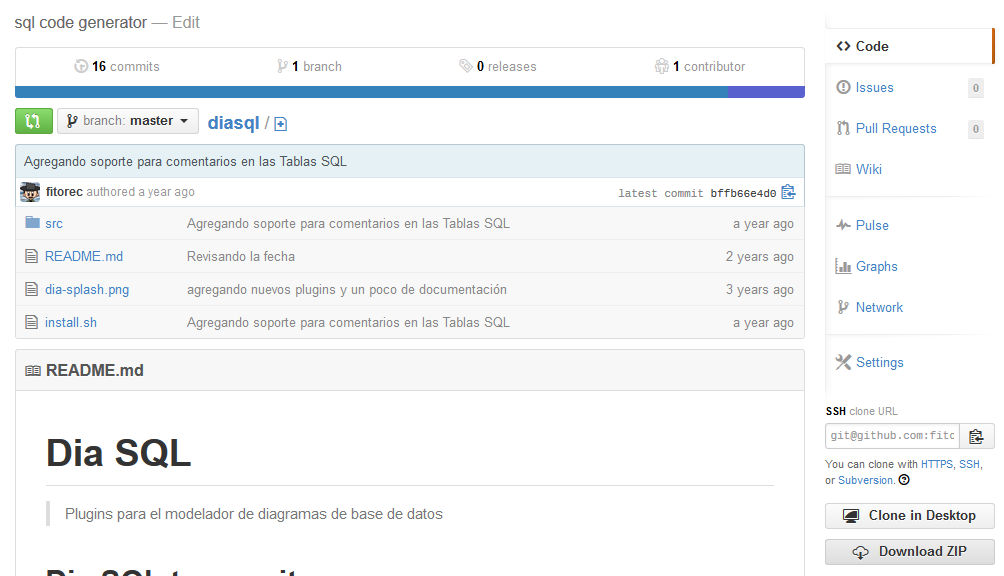 sql code generator — Edit
16 commits 1 branch 0 releases 1 contributor
branch: master diasql /
Agregando soporte para comentarios en las Tablas SQL
fitorec authored a year ago latest commit bffb66e4d0
src Agregando soporte para comentarios en las Tablas SQL a year ago
README.md Revisando la fecha 2 years ago
dia-splash.png agregando nuevos plugins y un poco de documentación 3 years ago
install.sh Agregando soporte para comentarios en las Tablas SQL a year ago
README.md
Dia SQL
Plugins para el modelador de diagramas de base de datos
Code
Issues 0
Pull Requests 0
Wiki
Pulse
Graphs
Network
Settings
SSH clone URL
git@github.com:fitc
You can clone with HTTPS, SSH,
or Subversion.
Clone in Desktop
Download ZIP